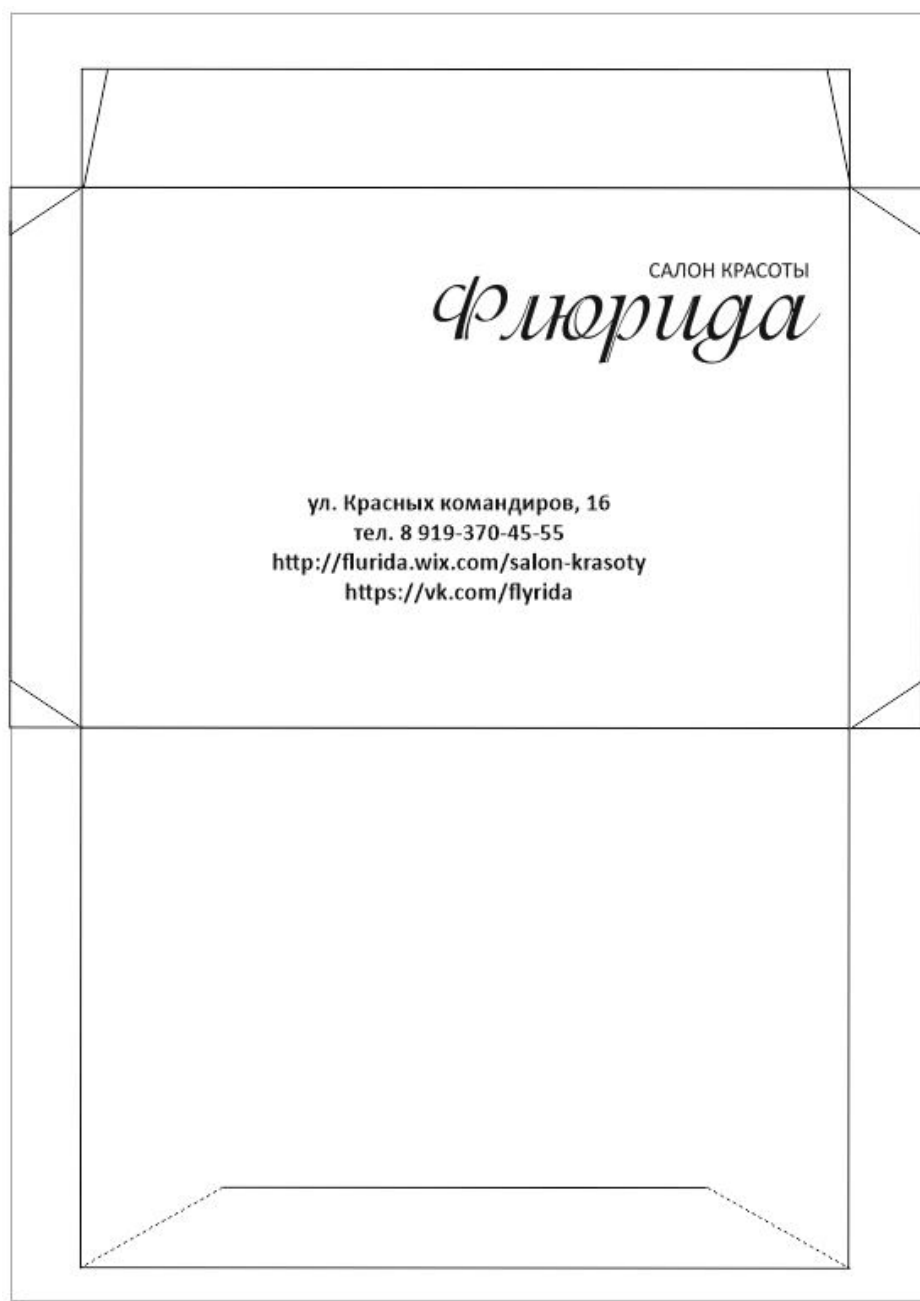 САЛОН КРАСОТЫ
Флюрида
ул. Красных командиров, 16
тел. 8 919-370-45-55
http://flurida.wix.com/salon-krasoty
https://vk.com/flyrida